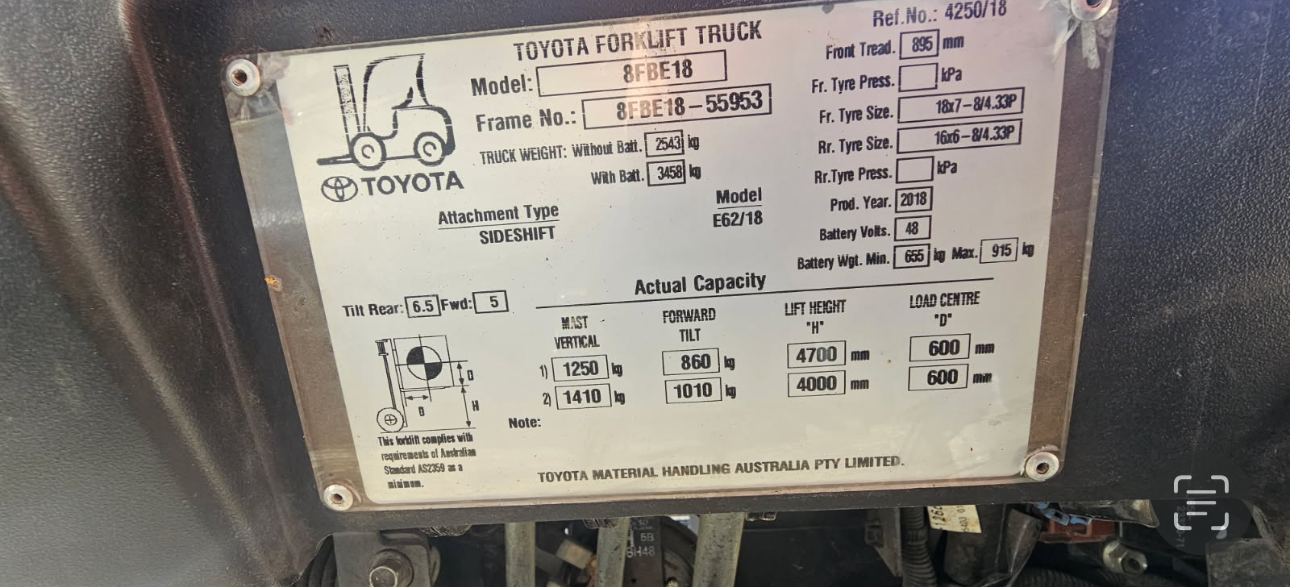 TOYOTA FORKLIFT TRUCK
Model: 8FBE18
Frame No.: 8FBE18-55953
TRUCK WEIGHT: Without Batt. 2543 kg
With Batt. 3458 kg
TOYOTA
Attachment Type
SIDESHIFT
Model
E62/18
Ref.No.: 4250/18
Front Tread. 895 mm
Fr. Tyre Press. kPa
Fr. Tyre Size. 18x7-8/4.33P
Rr. Tyre Size. 16x6-8/4.33P
Rr.Tyre Press. kPa
Prod. Year. 2018
Battery Volts. 48
Battery Wgt. Min. 655 kg Max. 915 kg
Tilt Rear: 6.5 Fwd: 5
Actual Capacity
MAST VERTICAL FORWARD TILT LIFT HEIGHT "H" LOAD CENTRE "D"
1) 1250 kg 860 kg 4700 mm 600 mm
2) 1410 kg 1010 kg 4000 mm 600 mm
D
D
H
Note:
This forklift complies with
requirements of Australian
Standard AS2359 as a
minimum.
TOYOTA MATERIAL HANDLING AUSTRALIA PTY LIMITED.
5B